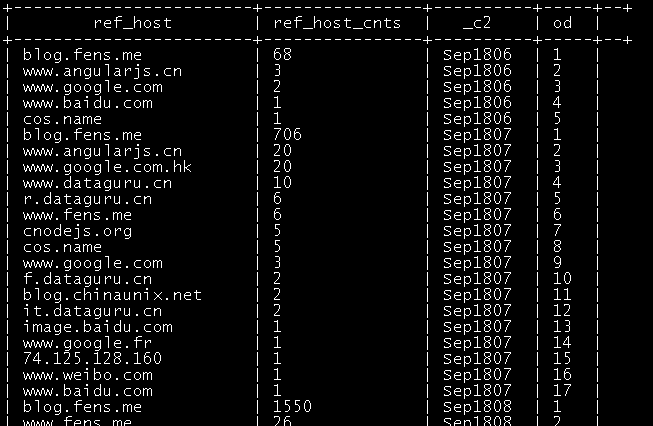 +------------------------+------------------+-----------+-----+--+
| ref_host | ref_host_cnts | _c2 | od |
+------------------------+------------------+-----------+-----+--+
| blog.fens.me | 68 | Sep1806 | 1 |
| www.angularjs.cn | 3 | Sep1806 | 2 |
| www.google.com | 2 | Sep1806 | 3 |
| www.baidu.com | 1 | Sep1806 | 4 |
| cos.name | 1 | Sep1806 | 5 |
| blog.fens.me | 706 | Sep1807 | 1 |
| www.angularjs.cn | 20 | Sep1807 | 2 |
| www.google.com.hk | 20 | Sep1807 | 3 |
| www.dataguru.cn | 10 | Sep1807 | 4 |
| r.dataguru.cn | 6 | Sep1807 | 5 |
| www.fens.me | 6 | Sep1807 | 6 |
| cnodejs.org | 5 | Sep1807 | 7 |
| cos.name | 5 | Sep1807 | 8 |
| www.google.com | 3 | Sep1807 | 9 |
| f.dataguru.cn | 2 | Sep1807 | 10 |
| blog.chinaunix.net | 2 | Sep1807 | 11 |
| it.dataguru.cn | 2 | Sep1807 | 12 |
| image.baidu.com | 1 | Sep1807 | 13 |
| www.google.fr | 1 | Sep1807 | 14 |
| 74.125.128.160 | 1 | Sep1807 | 15 |
| www.weibo.com | 1 | Sep1807 | 16 |
| www.baidu.com | 1 | Sep1807 | 17 |
| blog.fens.me | 1550 | Sep1808 | 1 |
| www.fens.me | 26 | Sep1808 | 2 |